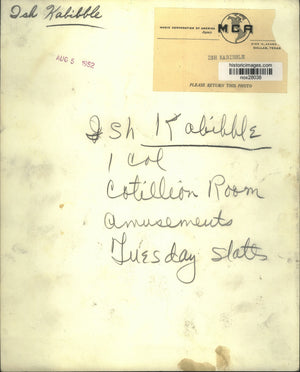 Ish Kabibble
AUG 5 1952
MUSIC CORPORATION OF AMERICA
MCA
DALLAS, TEXAS
ISH KABIBBLE
historicimages.com
PLEASE RETURN THIS PHOTO
Ish Kabibble
1 col
Cotillion Room
Amusements
Tuesday slatts